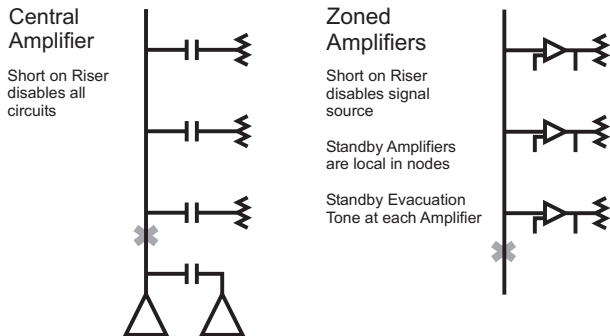 Central
Amplifier
Short on Riser
disables all
circuits
Zoned
Amplifiers
Short on Riser
disables signal
source
Standby Amplifiers
are local in nodes
Standby Evacuation
Tone at each Amplifier